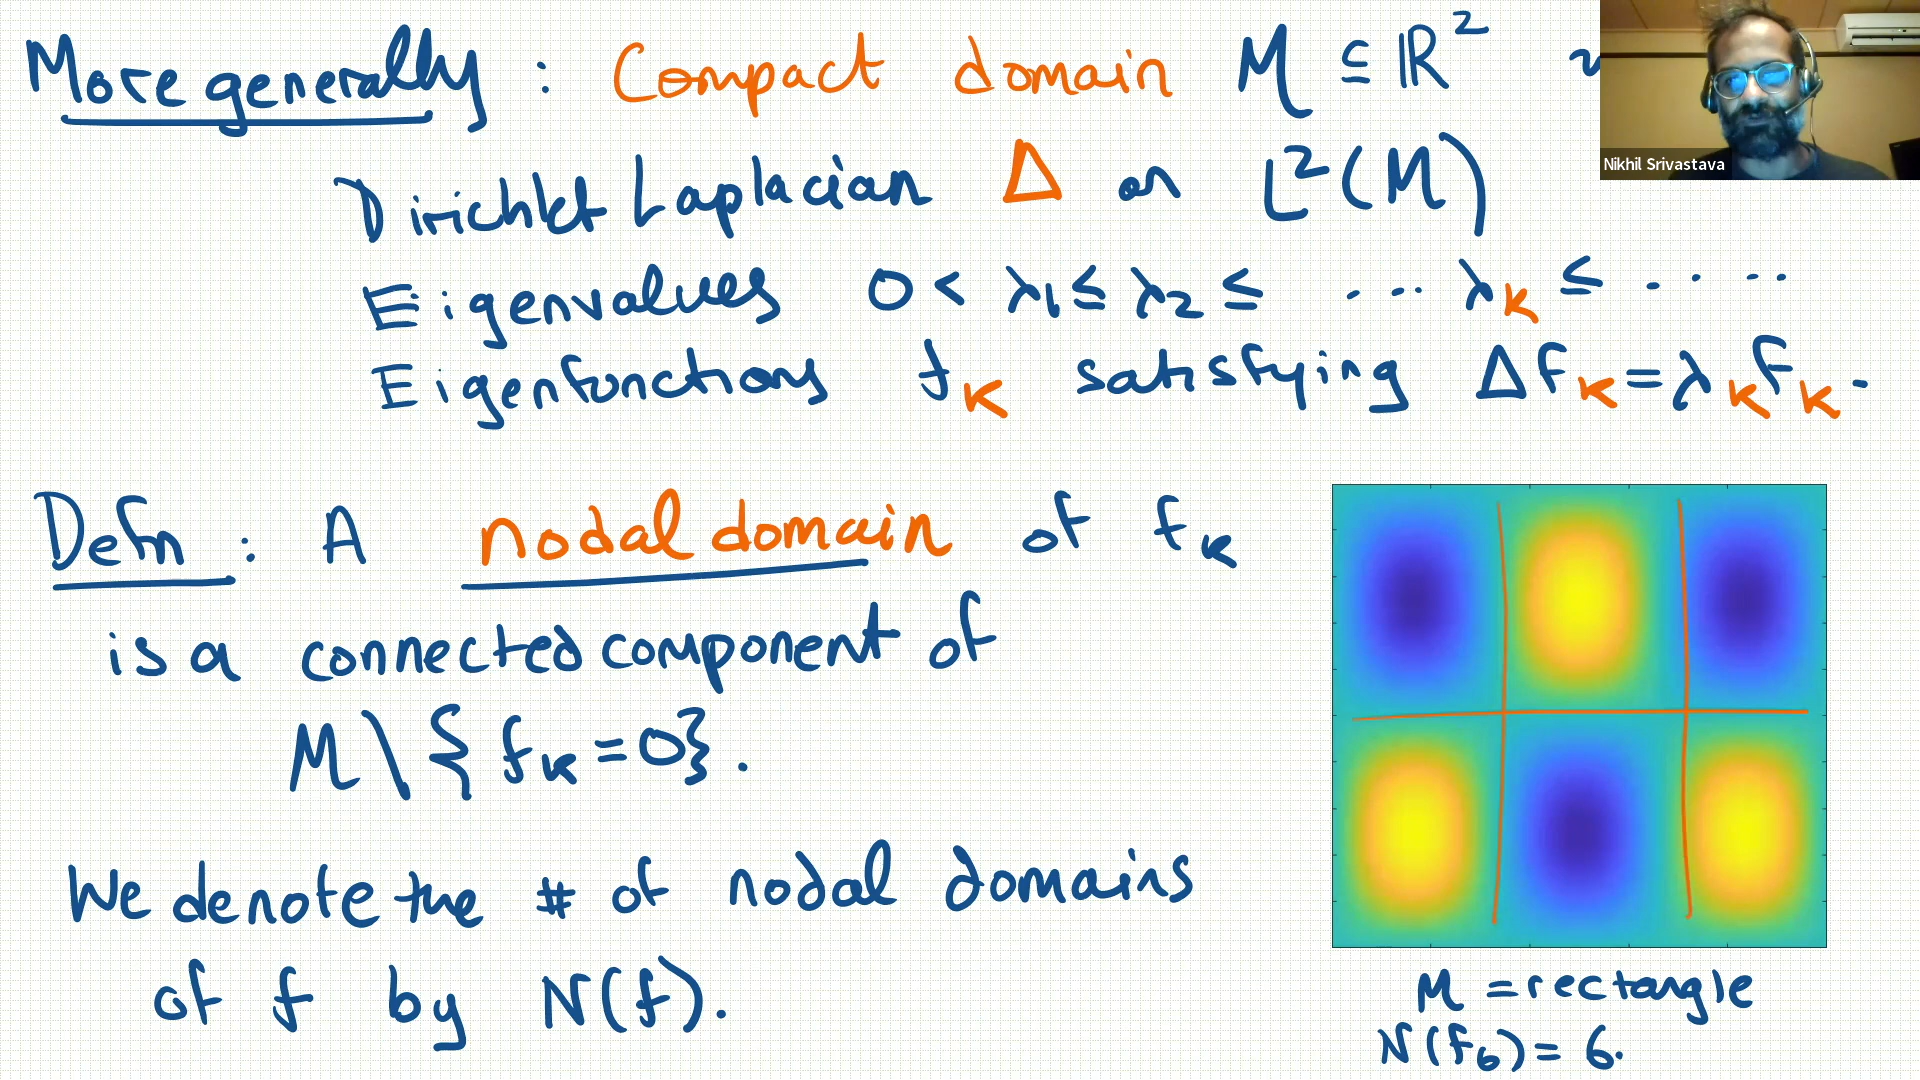 More generally : Compact domain M ⊆ ℝ²
Nikhil Srivastava
Dirichlet Laplacian Δ on L²(M)
Eigenvalues 0 < λ₁ ≤ λ₂ ≤ ... λₖ ≤ ....
Eigenfunctions fₖ satisfying Δfₖ = λₖfₖ.
Defn : A nodal domain of fₖ
is a connected component of
M \ { fₖ = 0}.
We denote the # of nodal domains
of f by N(f).
M = rectangle
N(f₆) = 6.